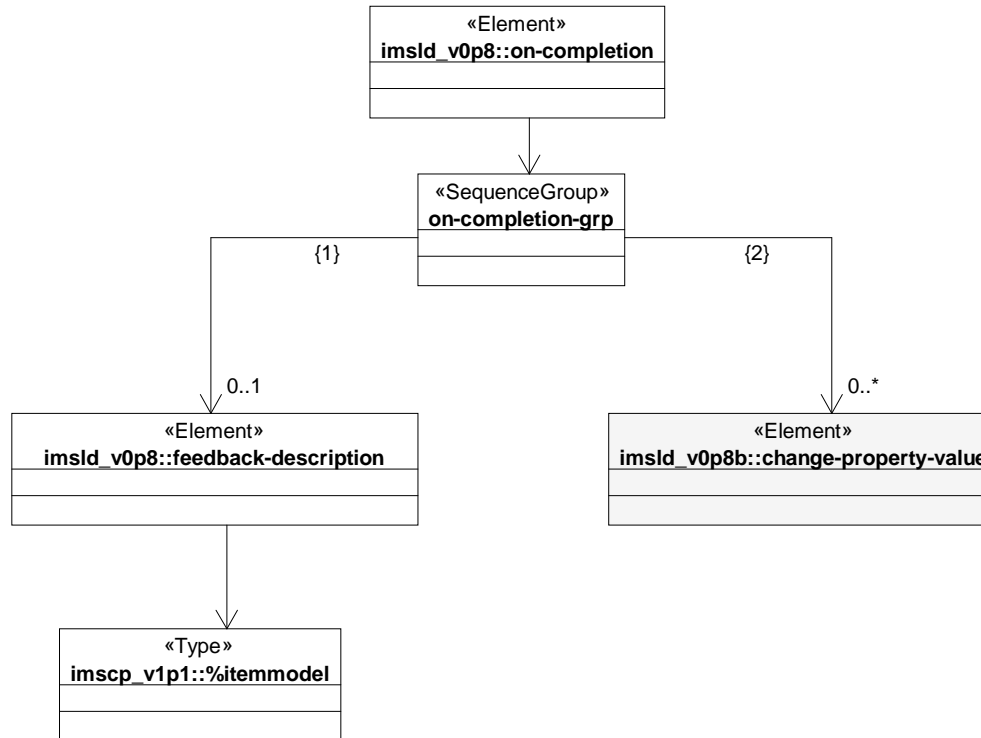 «Element»
imsld_v0p8::on-completion
«SequenceGroup»
on-completion-grp
{1}
{2}
0..1
0..*
«Element»
imsld_v0p8::feedback-description
«Element»
imsld_v0p8b::change-property-value
«Type»
imscp_v1p1::%itemmodel